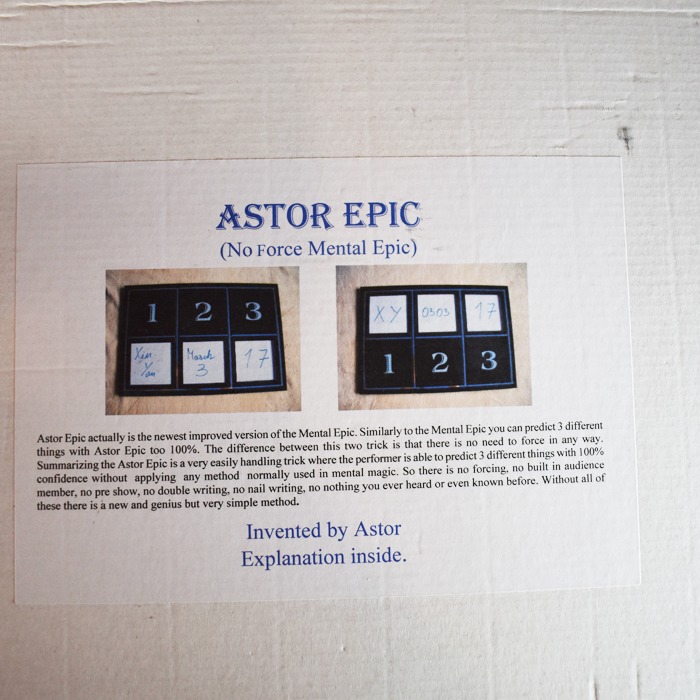 ASTOR EPIC
(No Force Mental Epic)
1 2 3
Xin March 17
Yan 3
XY 0303 17
1 2 3
Astor Epic actually is the newest improved version of the Mental Epic. Similarly to the Mental Epic you can predict 3 different
things with Astor Epic too 100%. The difference between this two trick is that there is no need to force in any way.
Summarizing the Astor Epic is a very easily handling trick where the performer is able to predict 3 different things with 100%
confidence without applying any method normally used in mental magic. So there is no forcing, no built in audience
member, no pre show, no double writing, no nail writing, no nothing you ever heard or even known before. Without all of
these there is a new and genius but very simple method.
Invented by Astor
Explanation inside.